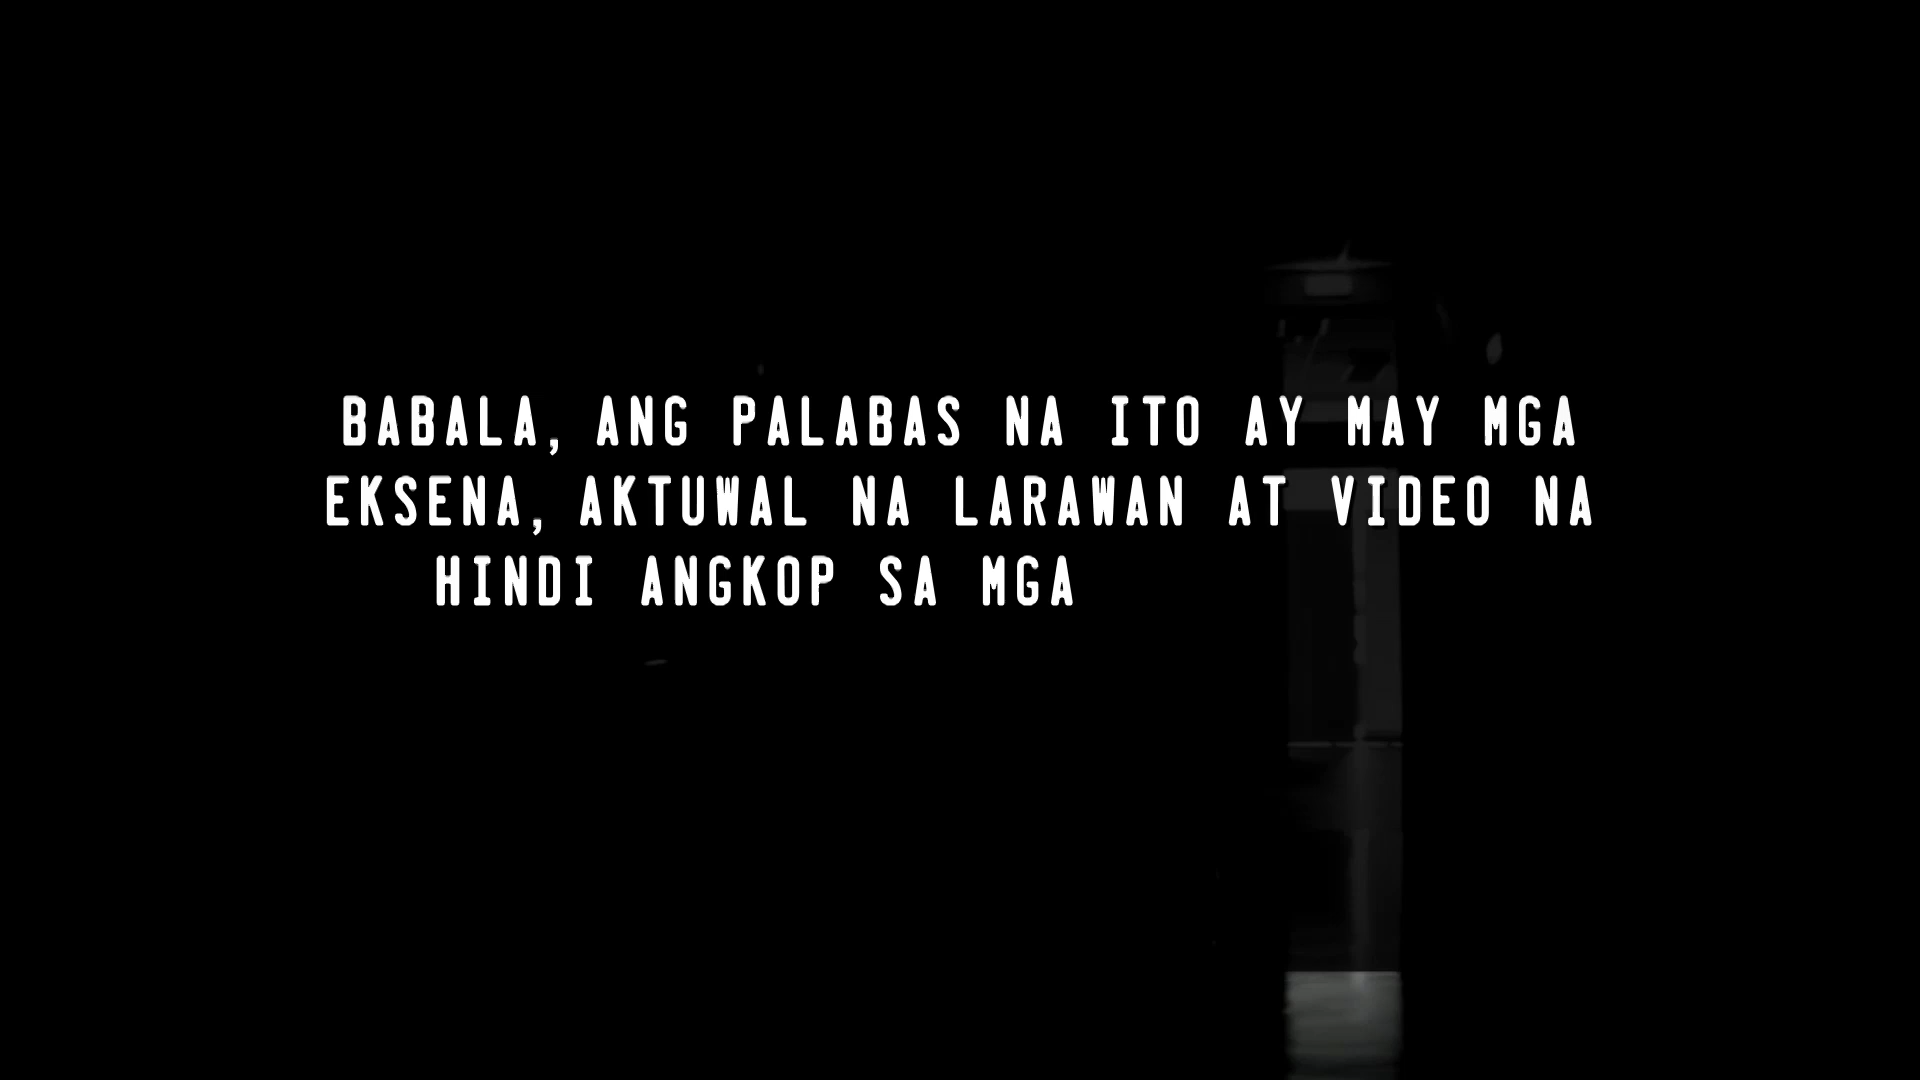 BABALA, ANG PALABAS NA ITO AY MAY MGA
EKSENA, AKTUWAL NA LARAWAN AT VIDEO NA
HINDI ANGKOP SA MGA